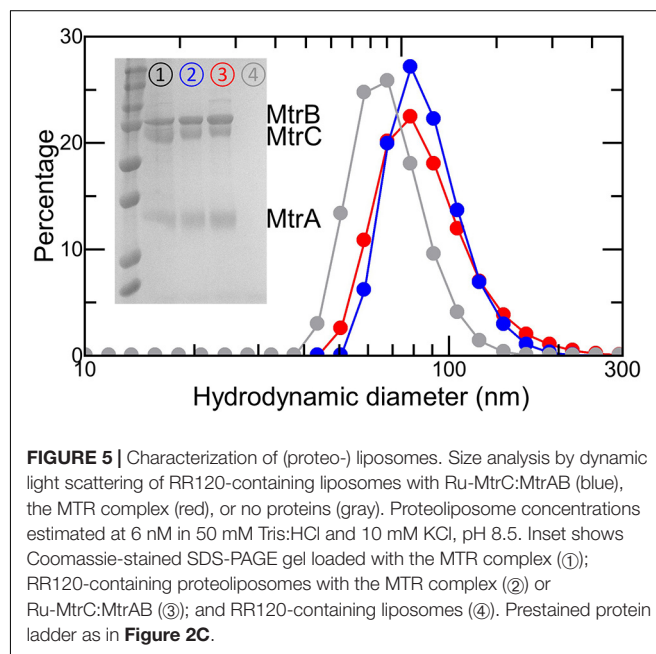 30
20
10
0
Percentage
① ② ③ ④
MtrB
MtrC
MtrA
10 100 300
Hydrodynamic diameter (nm)
FIGURE 5 | Characterization of (proteo-) liposomes. Size analysis by dynamic
light scattering of RR120-containing liposomes with Ru-MtrC:MtrAB (blue),
the MTR complex (red), or no proteins (gray). Proteoliposome concentrations
estimated at 6 nM in 50 mM Tris:HCl and 10 mM KCl, pH 8.5. Inset shows
Coomassie-stained SDS-PAGE gel loaded with the MTR complex (①);
RR120-containing proteoliposomes with the MTR complex (②) or
Ru-MtrC:MtrAB (③); and RR120-containing liposomes (④). Prestained protein
ladder as in Figure 2C.